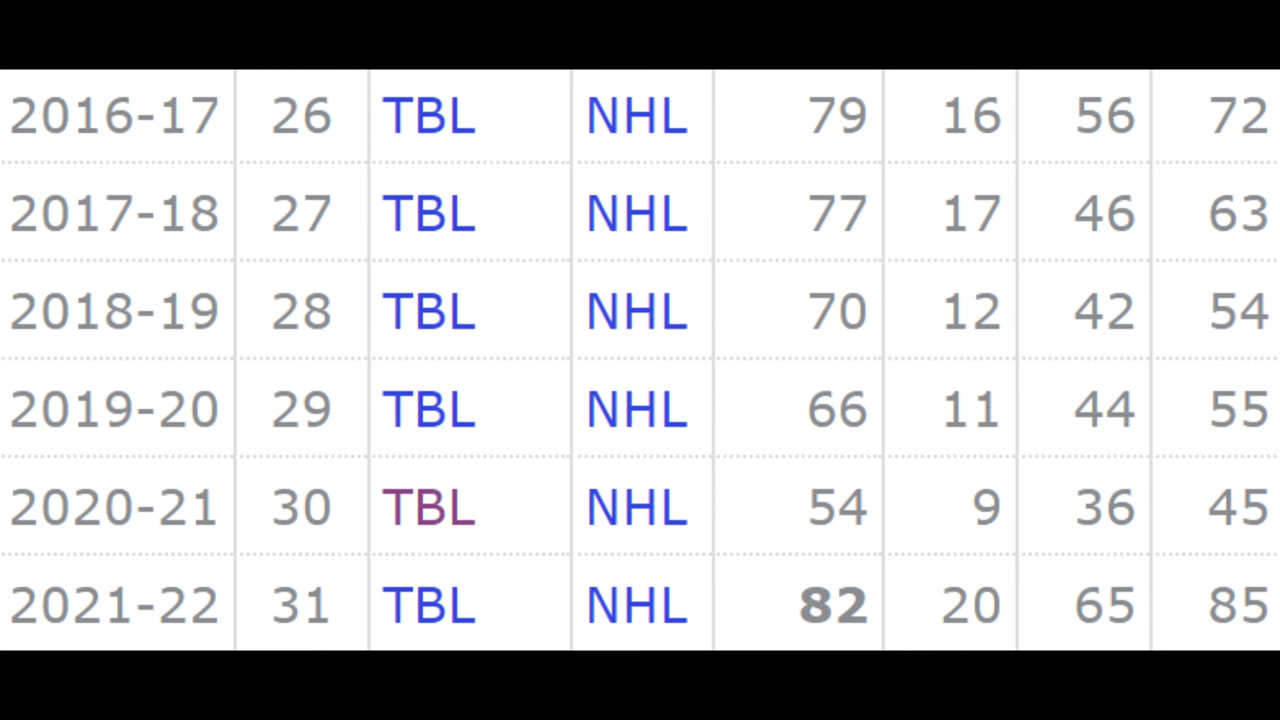 2016-17 26 TBL NHL 79 16 56 72
2017-18 27 TBL NHL 77 17 46 63
2018-19 28 TBL NHL 70 12 42 54
2019-20 29 TBL NHL 66 11 44 55
2020-21 30 TBL NHL 54 9 36 45
2021-22 31 TBL NHL 82 20 65 85